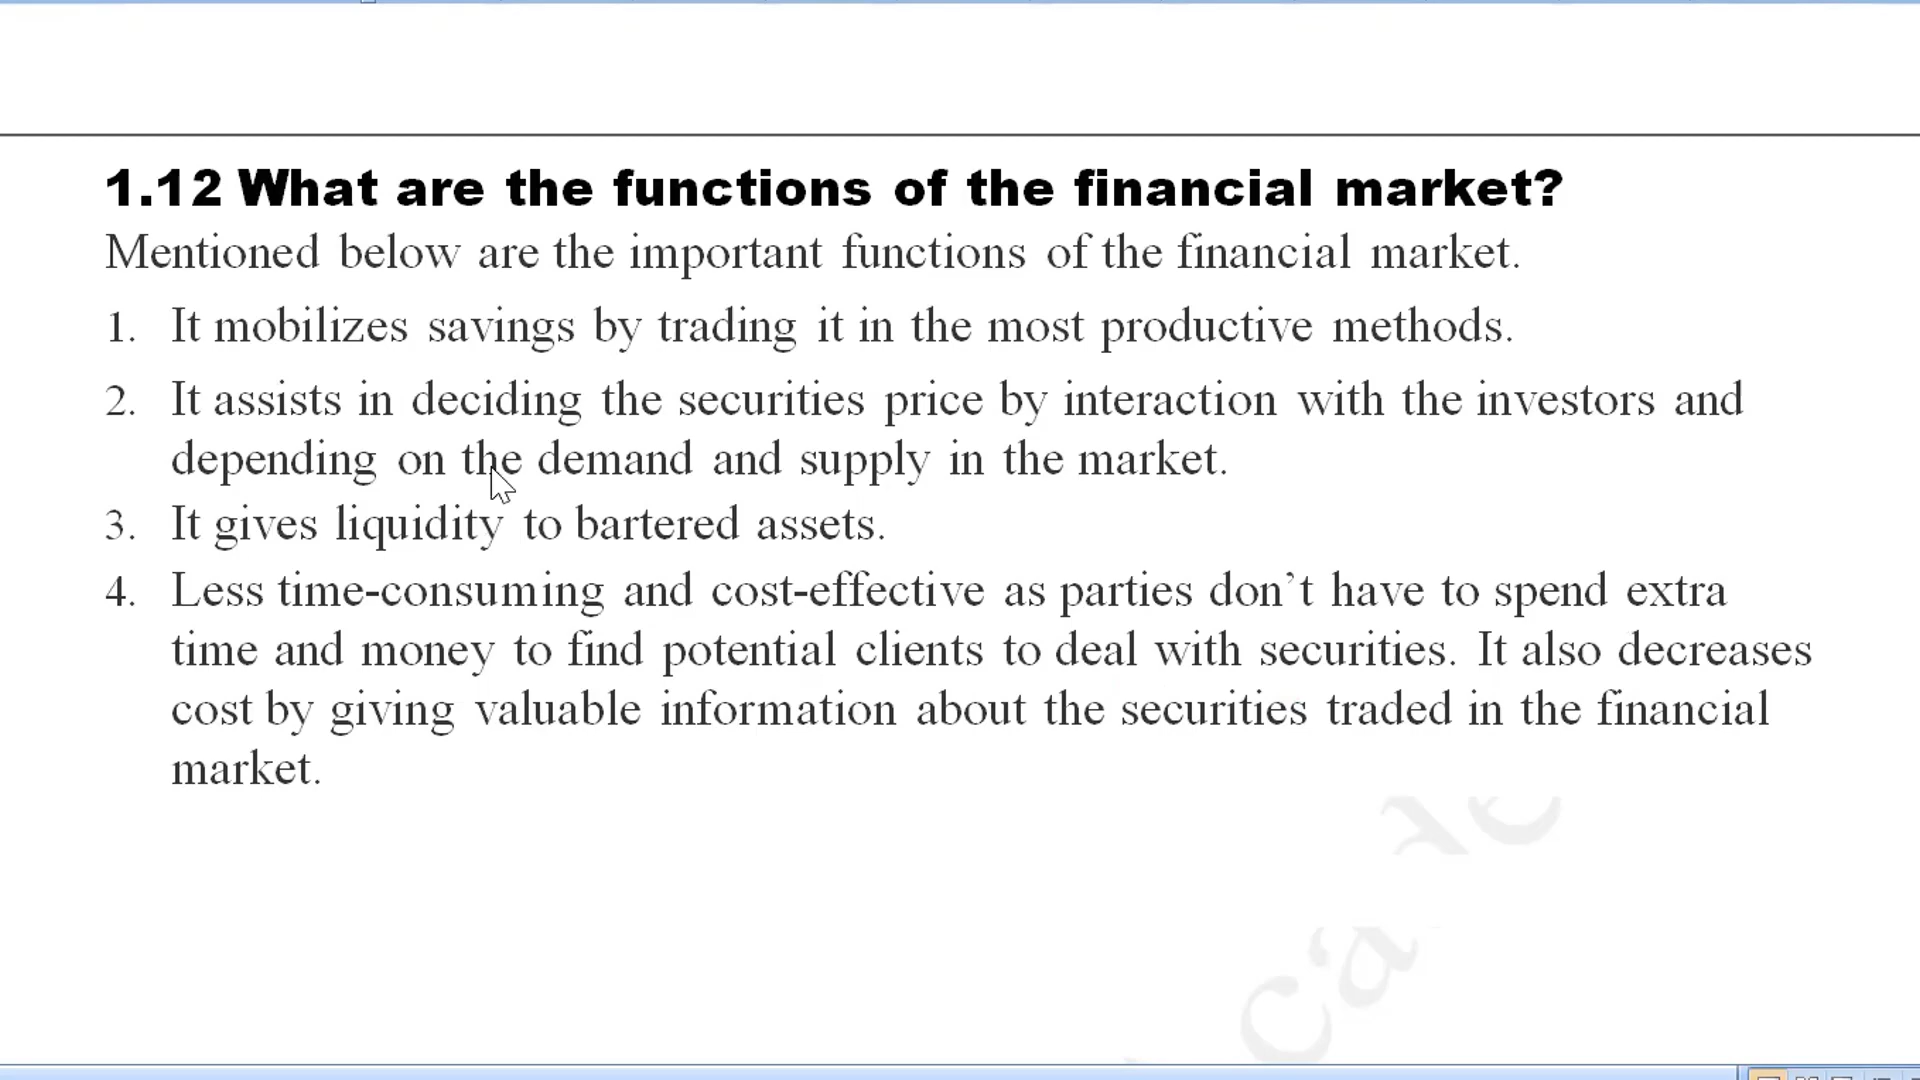 1.12 What are the functions of the financial market?
Mentioned below are the important functions of the financial market.
1. It mobilizes savings by trading it in the most productive methods.
2. It assists in deciding the securities price by interaction with the investors and
depending on the demand and supply in the market.
3. It gives liquidity to bartered assets.
4. Less time-consuming and cost-effective as parties don’t have to spend extra
time and money to find potential clients to deal with securities. It also decreases
cost by giving valuable information about the securities traded in the financial
market.